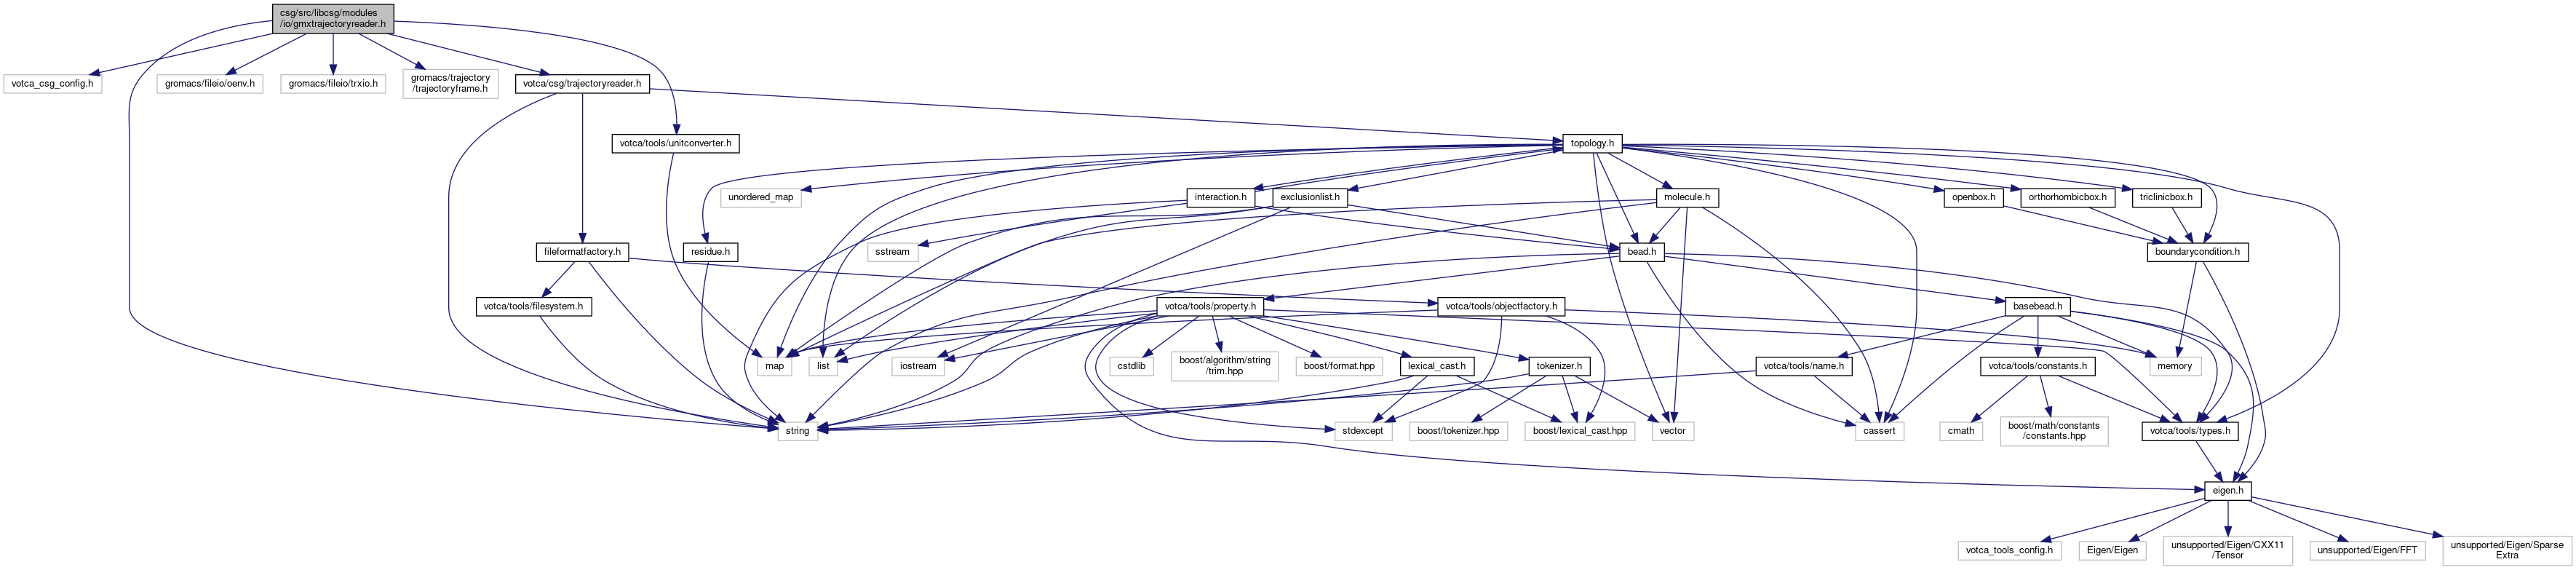 csg/src/libcsg/modules
/io/gmxtrajectoryreader.h
votca_csg_config.h
gromacs/fileio/oenv.h
gromacs/fileio/trxio.h
gromacs/trajectory
/trajectoryframe.h
votca/csg/trajectoryreader.h
votca/tools/unitconverter.h
topology.h
unordered_map
interaction.h
exclusionlist.h
molecule.h
openbox.h
orthorhombicbox.h
triclinicbox.h
fileformatfactory.h
residue.h
sstream
bead.h
boundarycondition.h
votca/tools/filesystem.h
votca/tools/property.h
votca/tools/objectfactory.h
basebead.h
map
list
iostream
cstdlib
boost/algorithm/string
/trim.hpp
boost/format.hpp
lexical_cast.h
tokenizer.h
votca/tools/name.h
votca/tools/constants.h
memory
string
stdexcept
boost/tokenizer.hpp
boost/lexical_cast.hpp
vector
cassert
cmath
boost/math/constants
/constants.hpp
votca/tools/types.h
eigen.h
votca_tools_config.h
Eigen/Eigen
unsupported/Eigen/CXX11
/Tensor
unsupported/Eigen/FFT
unsupported/Eigen/Sparse
Extra